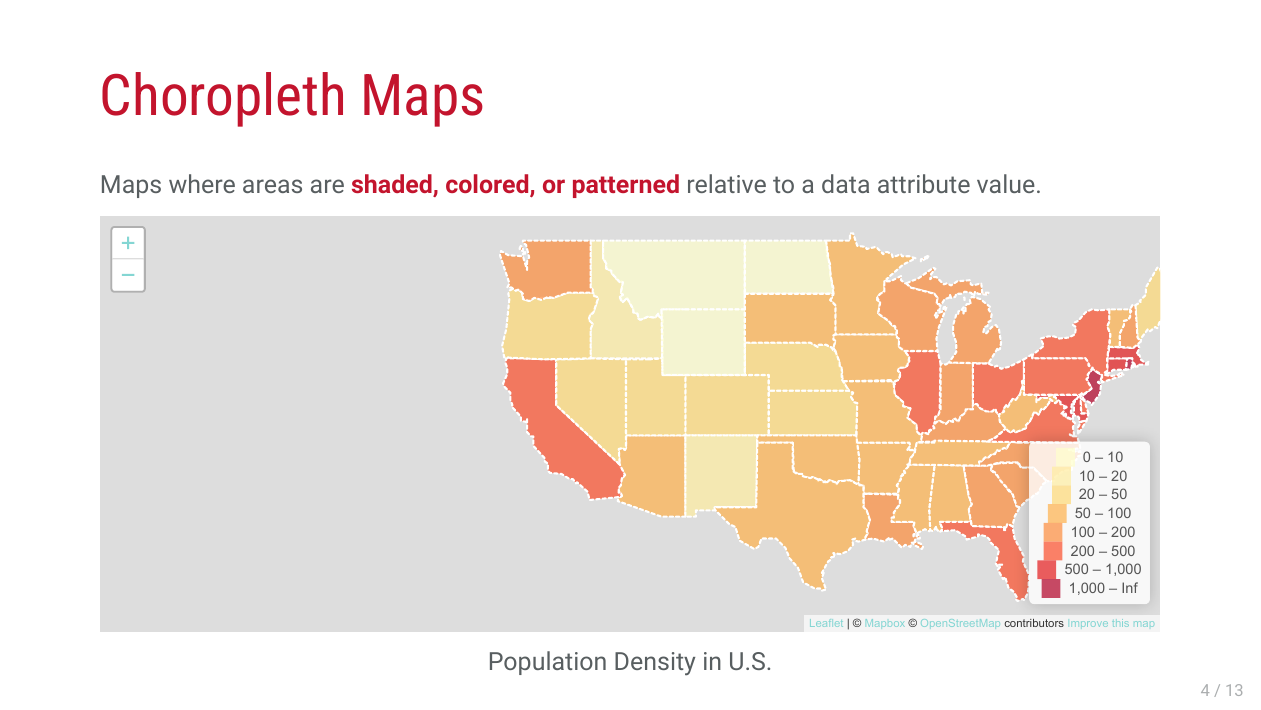 Choropleth Maps
Maps where areas are shaded, colored, or patterned relative to a data attribute value.
+
−
0 – 10
10 – 20
20 – 50
50 – 100
100 – 200
200 – 500
500 – 1,000
1,000 – Inf
Leaflet | © Mapbox © OpenStreetMap contributors Improve this map
Population Density in U.S.
4 / 13